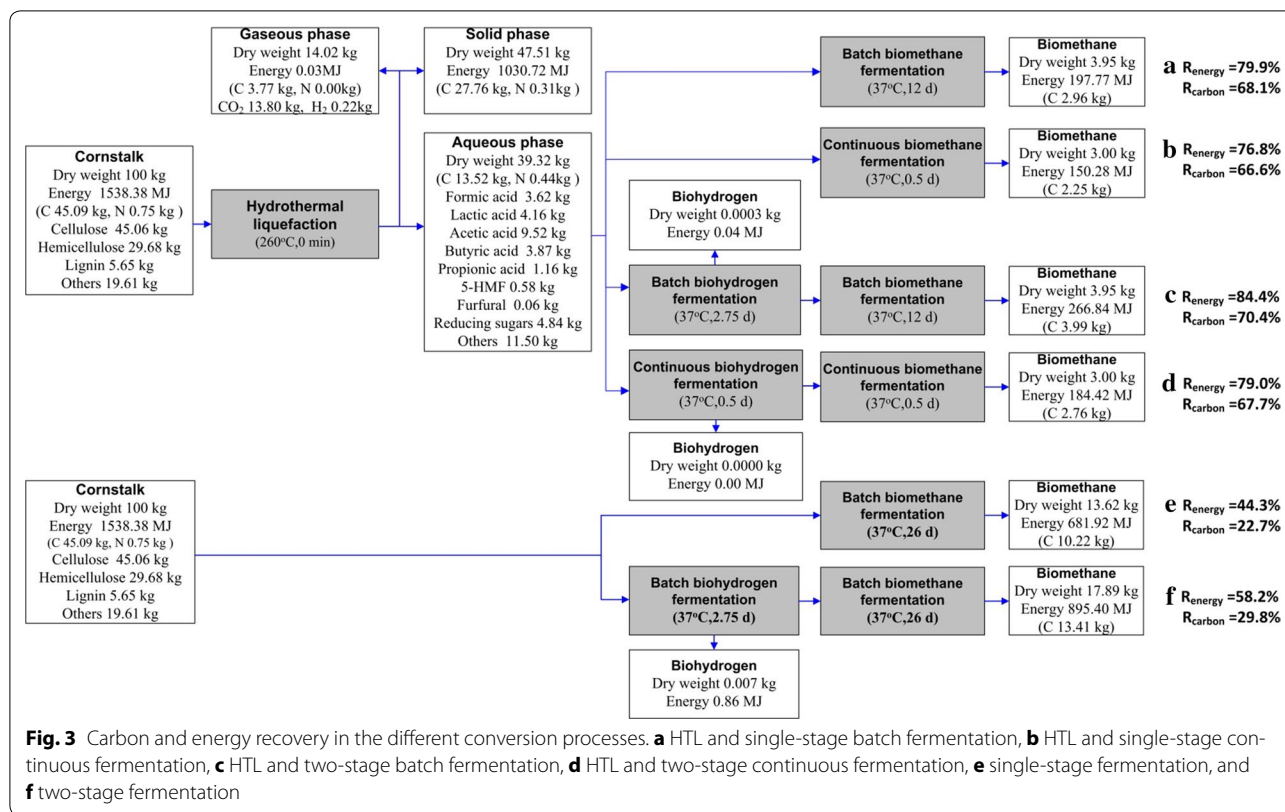 Gaseous phase
Dry weight 14.02 kg
Energy 0.03MJ
(C 3.77 kg, N 0.00kg)
CO₂ 13.80 kg, H₂ 0.22kg
Solid phase
Dry weight 47.51 kg
Energy 1030.72 MJ
(C 27.76 kg, N 0.31kg )
Cornstalk
Dry weight 100 kg
Energy 1538.38 MJ
(C 45.09 kg, N 0.75 kg )
Cellulose 45.06 kg
Hemicellulose 29.68 kg
Lignin 5.65 kg
Others 19.61 kg
Hydrothermal
liquefaction
(260°C,0 min)
Aqueous phase
Dry weight 39.32 kg
(C 13.52 kg, N 0.44kg )
Formic acid 3.62 kg
Lactic acid 4.16 kg
Acetic acid 9.52 kg
Butyric acid 3.87 kg
Propionic acid 1.16 kg
5-HMF 0.58 kg
Furfural 0.06 kg
Reducing sugars 4.84 kg
Others 11.50 kg
Batch biomethane
fermentation
(37°C,12 d)
Biomethane
Dry weight 3.95 kg
Energy 197.77 MJ
(C 2.96 kg)
a R energy =79.9%
R carbon =68.1%
Continuous biomethane
fermentation
(37°C,0.5 d)
Biomethane
Dry weight 3.00 kg
Energy 150.28 MJ
(C 2.25 kg)
b R energy =76.8%
R carbon =66.6%
Biohydrogen
Dry weight 0.0003 kg
Energy 0.04 MJ
Batch biohydrogen
fermentation
(37°C,2.75 d)
Batch biomethane
fermentation
(37°C,12 d)
Biomethane
Dry weight 3.95 kg
Energy 266.84 MJ
(C 3.99 kg)
c R energy =84.4%
R carbon =70.4%
Continuous biohydrogen
fermentation
(37°C,0.5 d)
Continuous biomethane
fermentation
(37°C,0.5 d)
Biomethane
Dry weight 3.00 kg
Energy 184.42 MJ
(C 2.76 kg)
d R energy =79.0%
R carbon =67.7%
Biohydrogen
Dry weight 0.0000 kg
Energy 0.00 MJ
Cornstalk
Dry weight 100 kg
Energy 1538.38 MJ
(C 45.09 kg, N 0.75 kg )
Cellulose 45.06 kg
Hemicellulose 29.68 kg
Lignin 5.65 kg
Others 19.61 kg
Batch biomethane
fermentation
(37°C,26 d)
Biomethane
Dry weight 13.62 kg
Energy 681.92 MJ
(C 10.22 kg)
e R energy =44.3%
R carbon =22.7%
Batch biohydrogen
fermentation
(37°C,2.75 d)
Batch biomethane
fermentation
(37°C,26 d)
Biomethane
Dry weight 17.89 kg
Energy 895.40 MJ
(C 13.41 kg)
f R energy =58.2%
R carbon =29.8%
Biohydrogen
Dry weight 0.007 kg
Energy 0.86 MJ
Fig. 3 Carbon and energy recovery in the different conversion processes. a HTL and single-stage batch fermentation, b HTL and single-stage con-
tinuous fermentation, c HTL and two-stage batch fermentation, d HTL and two-stage continuous fermentation, e single-stage fermentation, and
f two-stage fermentation